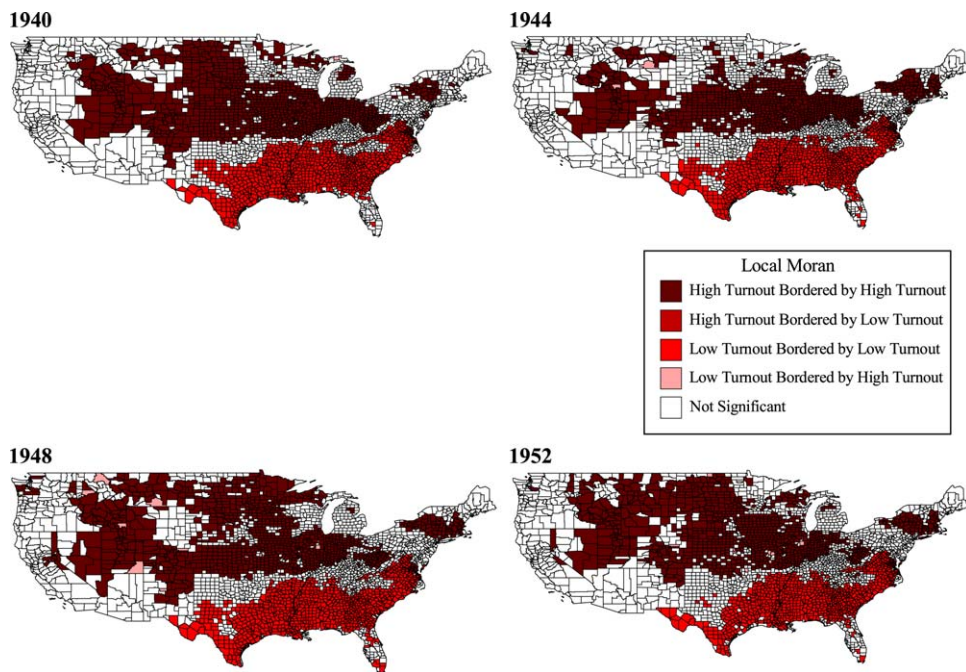 1940
1944
Local Moran
High Turnout Bordered by High Turnout
High Turnout Bordered by Low Turnout
Low Turnout Bordered by Low Turnout
Low Turnout Bordered by High Turnout
Not Significant
1948
1952